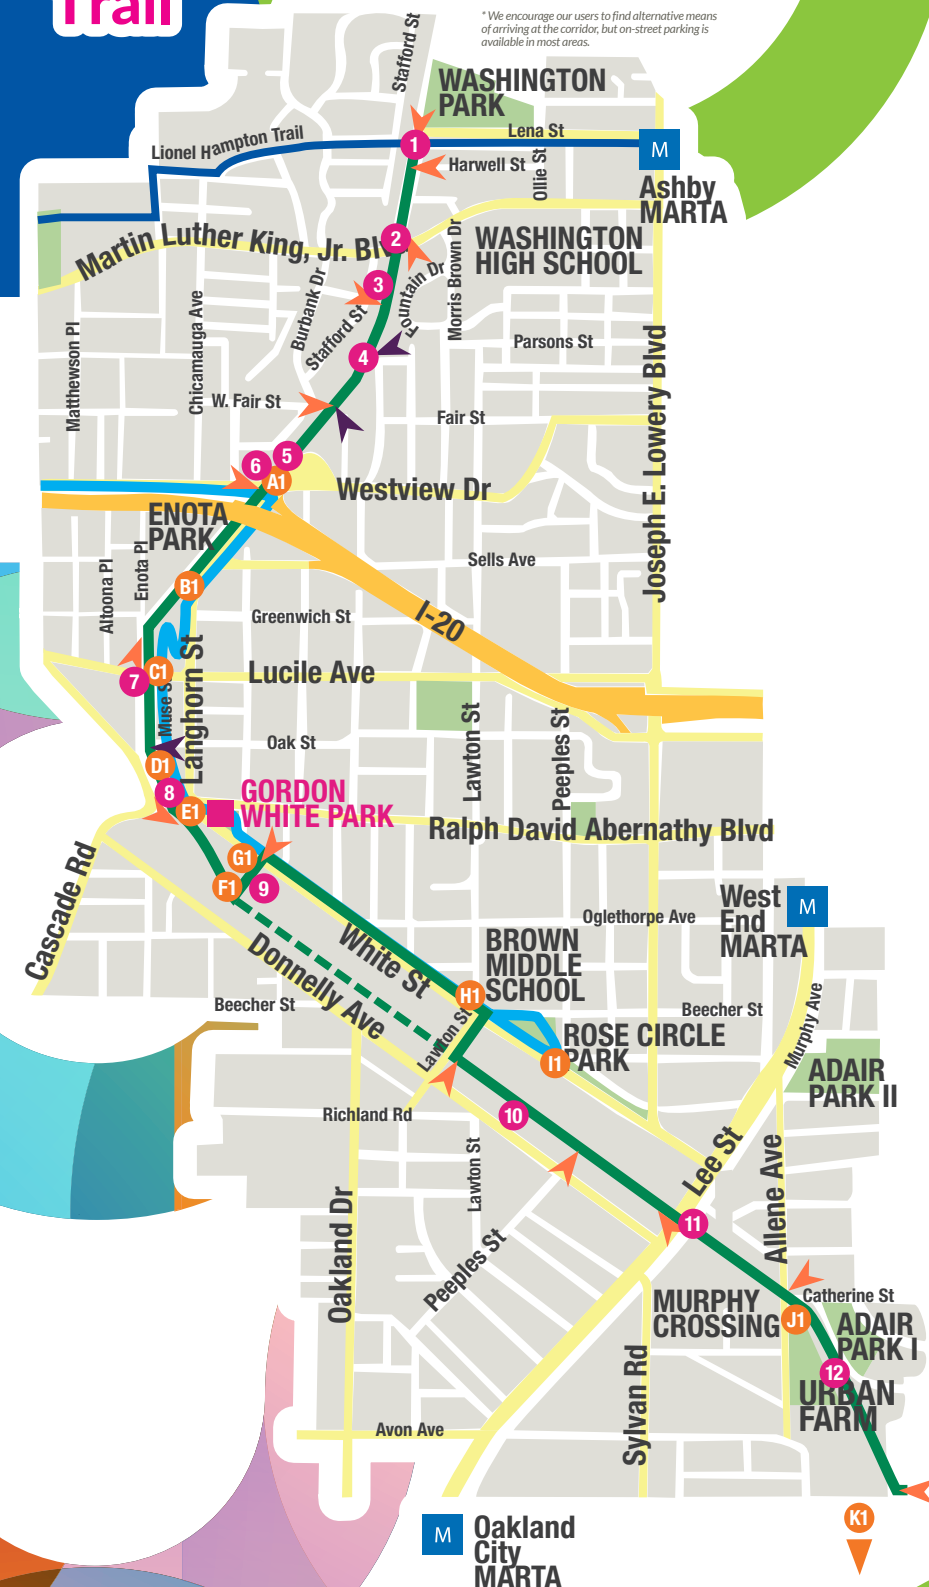 Trail
* We encourage our users to find alternative means
of arriving at the corridor, but on-street parking is
available in most areas.
Stafford St
WASHINGTON
PARK
Lena St
Lionel Hampton Trail
1
M
Harwell St
Ollie St
Ashby
MARTA
Martin Luther King, Jr. Blv
2
WASHINGTON
HIGH SCHOOL
Morris Brown Dr
Fountain Dr
3
Burbank Dr
Stafford St
Chicamauga Ave
Matthewson Pl
Parsons St
4
Joseph E. Lowery Blvd
W. Fair St
Fair St
5
6
A1
Westview Dr
ENOTA
PARK
Enota Pl
Altoona Pl
Sells Ave
B1
Greenwich St
I-20
Langhorn St
C1
7
Lucile Ave
Muse S
Lawton St
Peeples St
Oak St
D1
8
E1
GORDON
WHITE PARK
Ralph David Abernathy Blvd
Cascade Rd
G1
F1
9
West
End
MARTA
M
Oglethorpe Ave
White St
BROWN
MIDDLE
SCHOOL
Donnelly Ave
H1
Beecher St
Beecher St
Murphy Ave
Lawton St
ROSE CIRCLE
PARK
I1
ADAIR
PARK II
Richland Rd
10
Lawton St
Lee St
Allene Ave
Oakland Dr
Peeples St
11
Catherine St
MURPHY
CROSSING
J1
ADAIR
PARK I
12
URBAN
FARM
Sylvan Rd
Avon Ave
K1
M
Oakland
City
MARTA